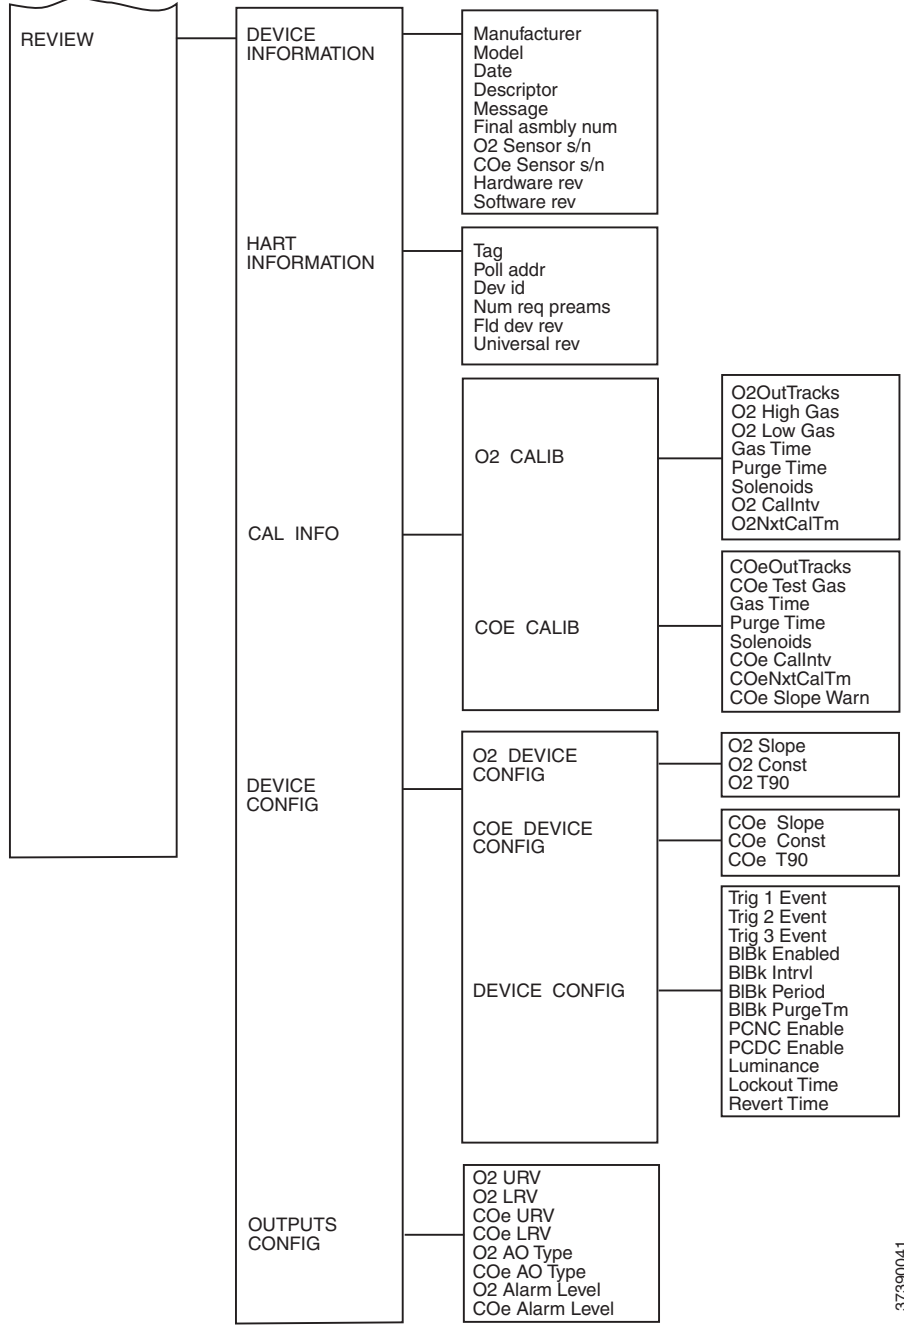 REVIEW
DEVICE
INFORMATION
Manufacturer
Model
Date
Descriptor
Message
Final asmbly num
O2 Sensor s/n
COe Sensor s/n
Hardware rev
Software rev
HART
INFORMATION
Tag
Poll addr
Dev id
Num req preams
Fld dev rev
Universal rev
CAL INFO
O2 CALIB
O2OutTracks
O2 High Gas
O2 Low Gas
Gas Time
Purge Time
Solenoids
O2 CalIntv
O2NxtCalTm
COE CALIB
COeOutTracks
COe Test Gas
Gas Time
Purge Time
Solenoids
COe CalIntv
COeNxtCalTm
COe Slope Warn
DEVICE
CONFIG
O2 DEVICE
CONFIG
O2 Slope
O2 Const
O2 T90
COE DEVICE
CONFIG
COe Slope
COe Const
COe T90
DEVICE CONFIG
Trig 1 Event
Trig 2 Event
Trig 3 Event
BlBk Enabled
BlBk Intrvl
BlBk Period
BlBk PurgeTm
PCNC Enable
PCDC Enable
Luminance
Lockout Time
Revert Time
OUTPUTS
CONFIG
O2 URV
O2 LRV
COe URV
COe LRV
O2 AO Type
COe AO Type
O2 Alarm Level
COe Alarm Level
37390041